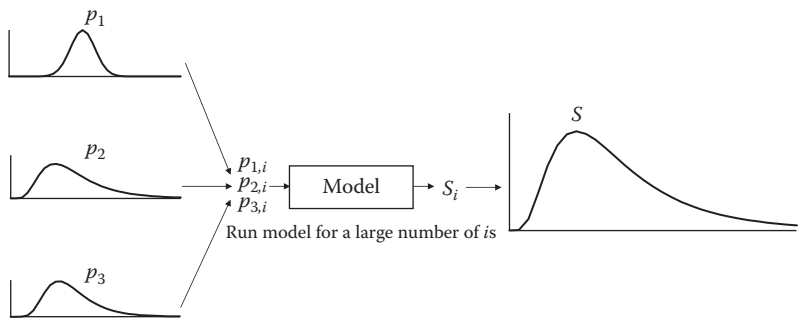 p1
p2
p3
p1,i
p2,i
p3,i
Model
Si
S
Run model for a large number of is